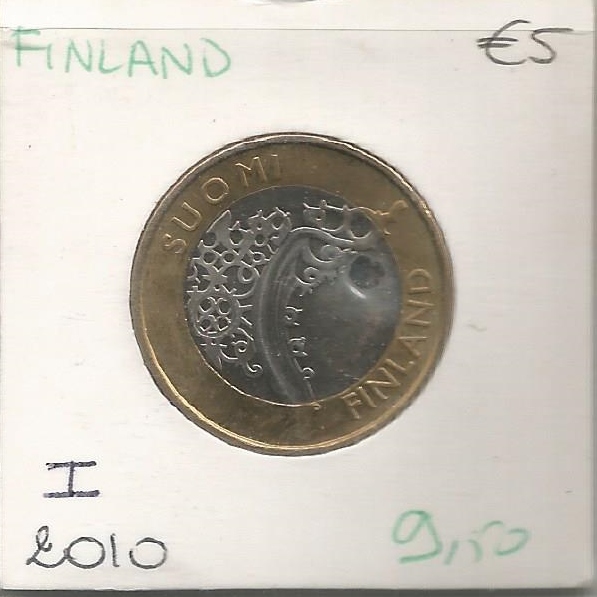 FINLAND €5
SUOMI
FINLAND
I
2010 9,50